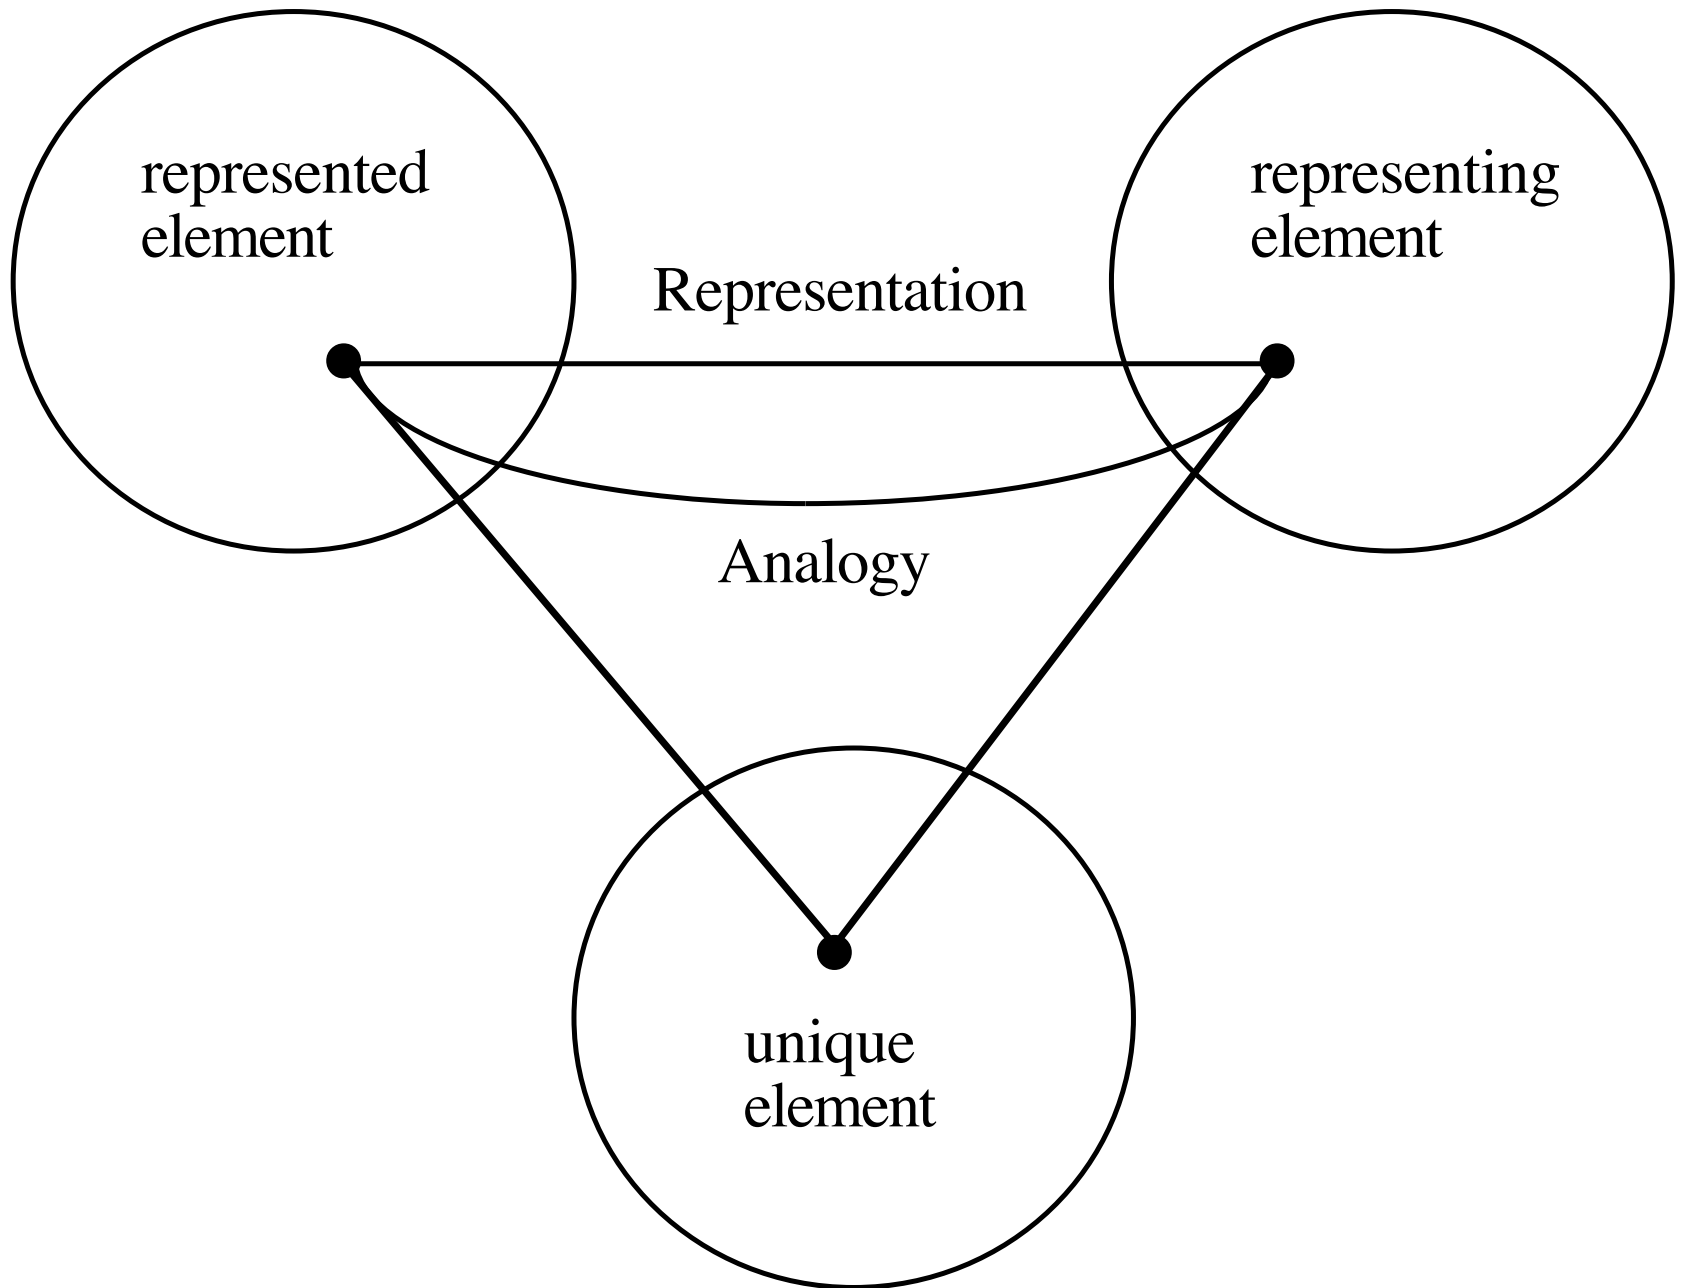 represented
element
representing
element
Representation
Analogy
unique
element